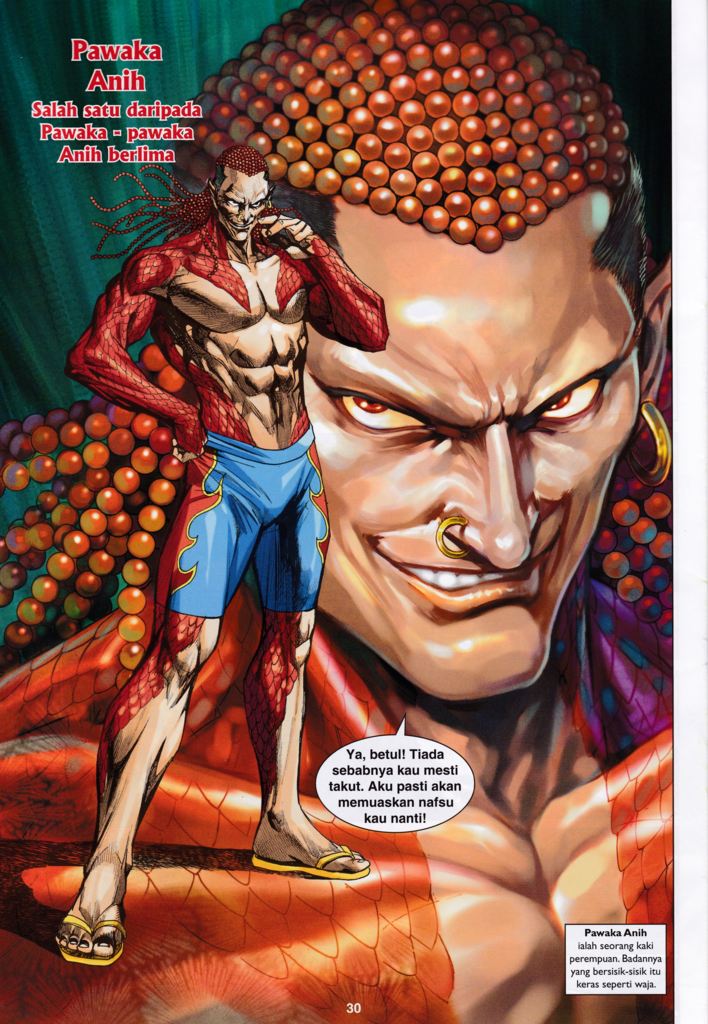 Pawaka
Anih
Salah satu daripada
Pawaka - pawaka
Anih berlima
Ya, betul! Tiada
sebabnya kau mesti
takut. Aku pasti akan
memuaskan nafsu
kau nanti!
Pawaka Anih
ialah seorang kaki
perempuan. Badannya
yang bersisik-sisik itu
keras seperti waja.
30